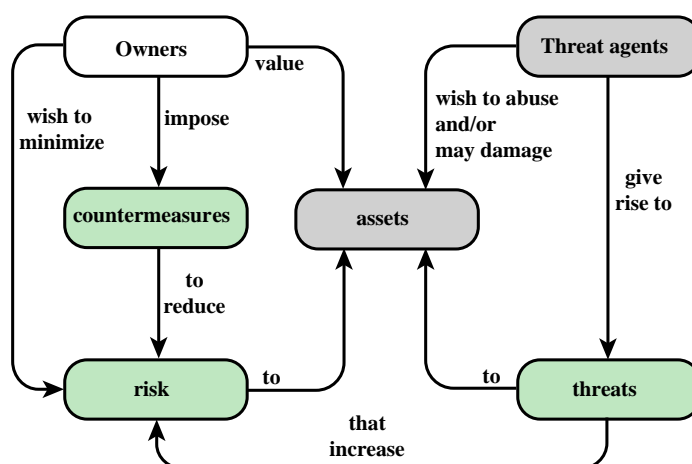 Owners
value
Threat agents
wish to
minimize
impose
wish to abuse
and/or
may damage
countermeasures
assets
give
rise to
to
reduce
risk
to
to
threats
that
increase